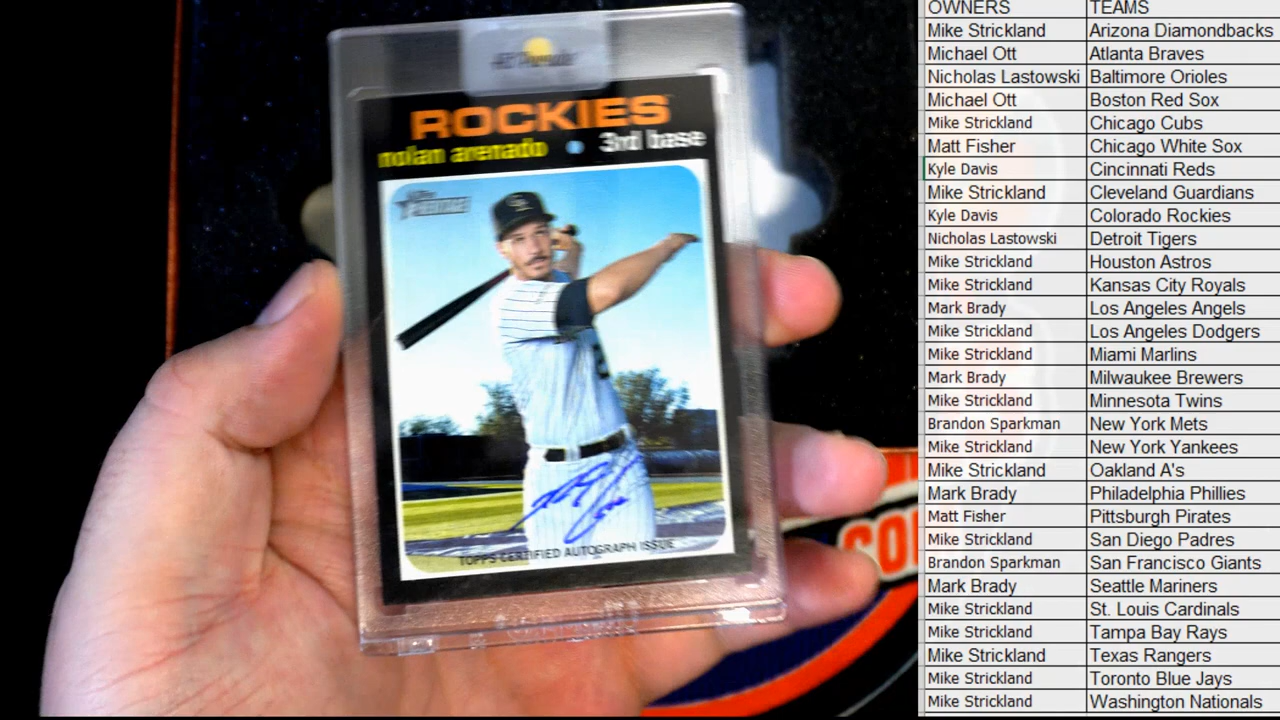 ROCKIES
nolan arenado • 3rd base
Topps
HERITAGE
TOPPS CERTIFIED AUTOGRAPH ISSUE
CO
OWNERS TEAMS
Mike Strickland Arizona Diamondbacks
Michael Ott Atlanta Braves
Nicholas Lastowski Baltimore Orioles
Michael Ott Boston Red Sox
Mike Strickland Chicago Cubs
Matt Fisher Chicago White Sox
Kyle Davis Cincinnati Reds
Mike Strickland Cleveland Guardians
Kyle Davis Colorado Rockies
Nicholas Lastowski Detroit Tigers
Mike Strickland Houston Astros
Mike Strickland Kansas City Royals
Mark Brady Los Angeles Angels
Mike Strickland Los Angeles Dodgers
Mike Strickland Miami Marlins
Mark Brady Milwaukee Brewers
Mike Strickland Minnesota Twins
Brandon Sparkman New York Mets
Mike Strickland New York Yankees
Mike Strickland Oakland A's
Mark Brady Philadelphia Phillies
Matt Fisher Pittsburgh Pirates
Mike Strickland San Diego Padres
Brandon Sparkman San Francisco Giants
Mark Brady Seattle Mariners
Mike Strickland St. Louis Cardinals
Mike Strickland Tampa Bay Rays
Mike Strickland Texas Rangers
Mike Strickland Toronto Blue Jays
Mike Strickland Washington Nationals